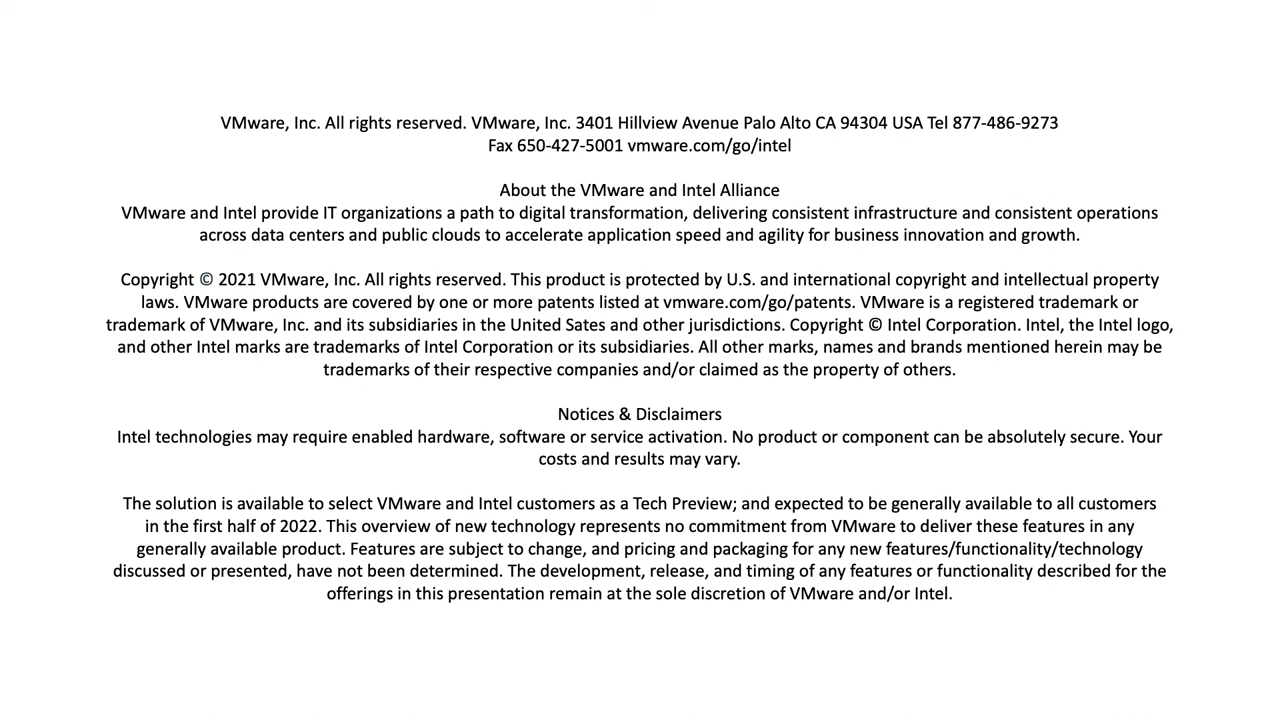 VMware, Inc. All rights reserved. VMware, Inc. 3401 Hillview Avenue Palo Alto CA 94304 USA Tel 877-486-9273
Fax 650-427-5001 vmware.com/go/intel
About the VMware and Intel Alliance
VMware and Intel provide IT organizations a path to digital transformation, delivering consistent infrastructure and consistent operations
across data centers and public clouds to accelerate application speed and agility for business innovation and growth.
Copyright © 2021 VMware, Inc. All rights reserved. This product is protected by U.S. and international copyright and intellectual property
laws. VMware products are covered by one or more patents listed at vmware.com/go/patents. VMware is a registered trademark or
trademark of VMware, Inc. and its subsidiaries in the United Sates and other jurisdictions. Copyright © Intel Corporation. Intel, the Intel logo,
and other Intel marks are trademarks of Intel Corporation or its subsidiaries. All other marks, names and brands mentioned herein may be
trademarks of their respective companies and/or claimed as the property of others.
Notices & Disclaimers
Intel technologies may require enabled hardware, software or service activation. No product or component can be absolutely secure. Your
costs and results may vary.
The solution is available to select VMware and Intel customers as a Tech Preview; and expected to be generally available to all customers
in the first half of 2022. This overview of new technology represents no commitment from VMware to deliver these features in any
generally available product. Features are subject to change, and pricing and packaging for any new features/functionality/technology
discussed or presented, have not been determined. The development, release, and timing of any features or functionality described for the
offerings in this presentation remain at the sole discretion of VMware and/or Intel.